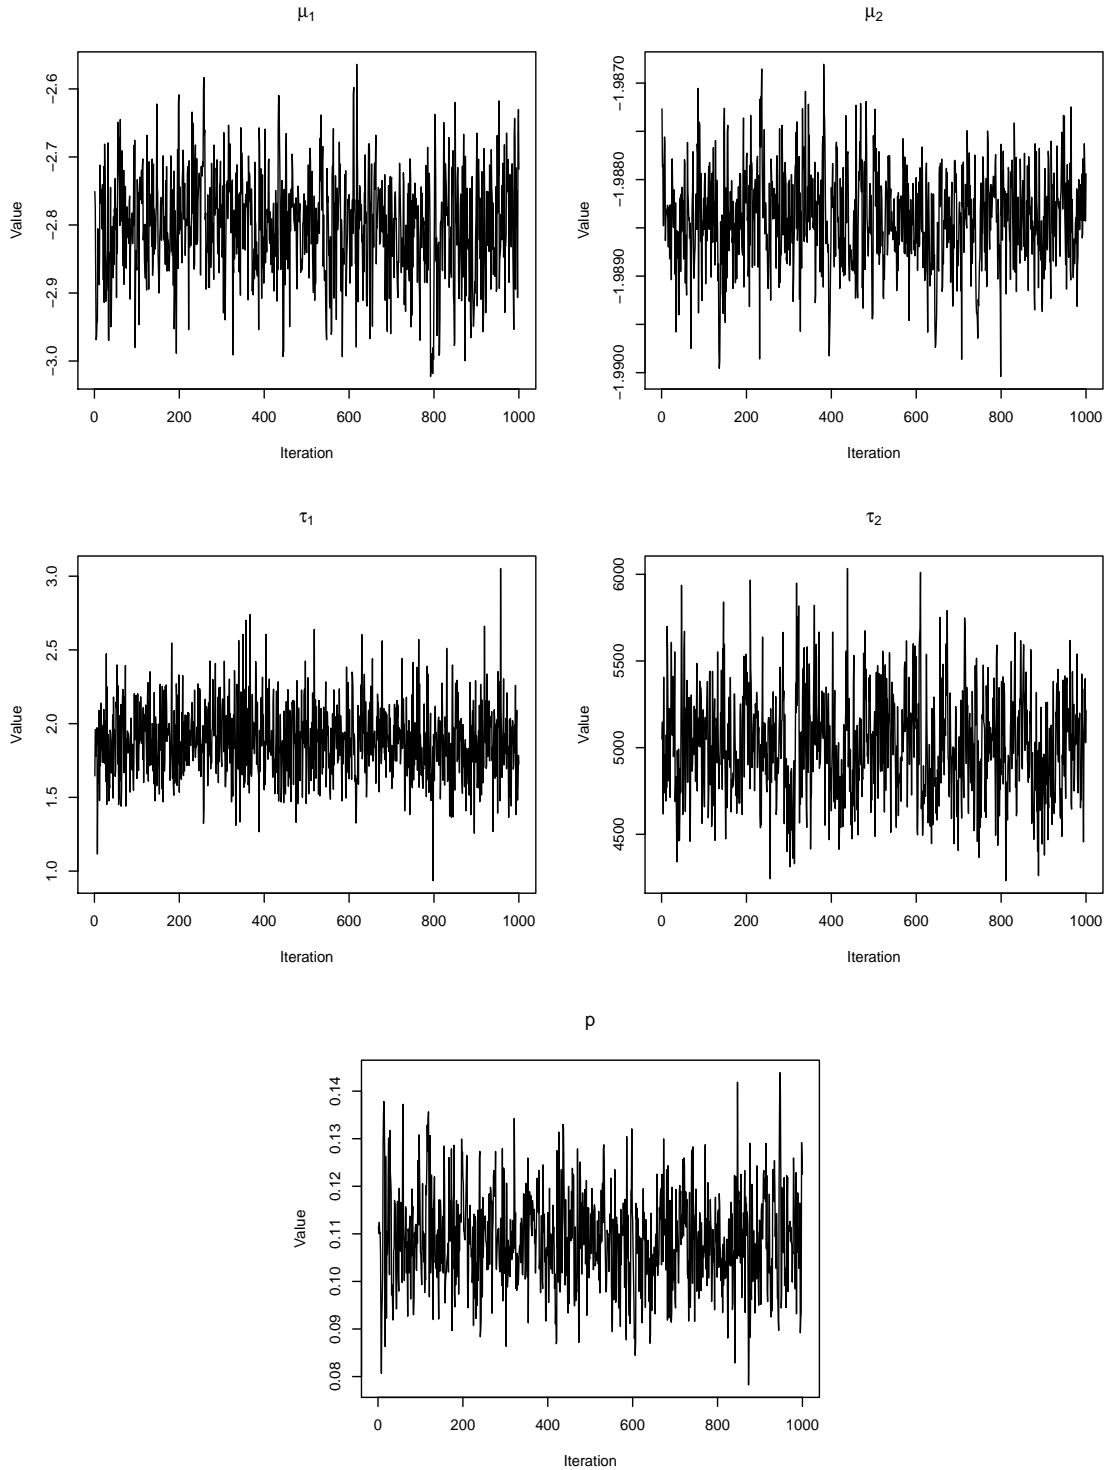 μ1
Value
−2.6
−2.7
−2.8
−2.9
−3.0
0 200 400 600 800 1000
Iteration
μ2
Value
−1.9870
−1.9880
−1.9890
−1.9900
0 200 400 600 800 1000
Iteration
τ1
Value
3.0
2.5
2.0
1.5
1.0
0 200 400 600 800 1000
Iteration
τ2
Value
6000
5500
5000
4500
0 200 400 600 800 1000
Iteration
p
Value
0.14
0.13
0.12
0.11
0.10
0.09
0.08
0 200 400 600 800 1000
Iteration